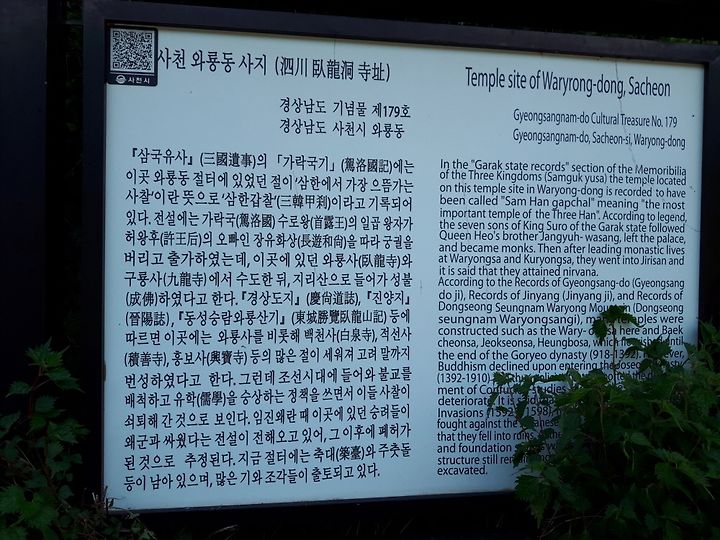 사천시
사천 와룡동 사지 (泗川 臥龍洞 寺址)
경상남도 기념물 제179호
경상남도 사천시 와룡동
『삼국유사』(三國遺事)의 「가락국기」(駕洛國記)에는
이곳 와룡동 절터에 있었던 절이 '삼한에서 가장 으뜸가는
사찰'이란 뜻으로 '삼한갑찰'(三韓甲刹)이라고 기록되어
있다. 전설에는 가락국(駕洛國) 수로왕(首露王)의 일곱 왕자가
허왕후(許王后)의 오빠인 장유화상(長遊和尙)을 따라 궁궐을
버리고 출가하였는데, 이곳에 있던 와룡사(臥龍寺)와
구룡사(九龍寺)에서 수도한 뒤, 지리산으로 들어가 성불
(成佛)하였다고 한다. 『경상도지』(慶尙道誌), 『진양지』
(晉陽誌), 『동성승람와룡산기』(東城勝覽臥龍山記) 등에
따르면 이곳에는 와룡사를 비롯해 백천사(白泉寺), 적선사
(積善寺), 흥보사(興寶寺) 등의 많은 절이 세워져 고려 말까지
번성하였다고 한다. 그런데 조선시대에 들어와 불교를
배척하고 유학(儒學)을 숭상하는 정책을 쓰면서 이들 사찰이
쇠퇴해 간 것으로 보인다. 임진왜란 때 이곳에 있던 승려들이
왜군과 싸웠다는 전설이 전해오고 있어, 그 이후에 폐허가
된 것으로 추정된다. 지금 절터에는 축대(築臺)와 주춧돌
등이 남아 있으며, 많은 기와 조각들이 출토되고 있다.
Temple site of Waryrong-dong, Sacheon
Gyeongsangnam-do Cultural Treasure No. 179
Gyeongsangnam-do, Sacheon-si, Waryong-dong
In the "Garak state records" section of the Memoribilia
of the Three Kingdoms (Samguk yusa) the temple located
on this temple site in Waryong-dong is recorded to have
been called "Sam Han gapchal" meaning "the most
important temple of the Three Han". According to legend,
the seven sons of King Suro of the Garak state followed
Queen Heo's brother Jangyuh-wasang, left the palace,
and became monks. Then after leading monastic lives
at Waryongsa and Kuryongsa, they went into Jirisan and
it is said that they attained nirvana.
According to the Records of Gyeongsang-do (Gyeongsang
do ji), Records of Jinyang (Jinyang ji), and Records of
Dongseong Seungnam Waryong Mountain (Dongseong
seungnam Waryongsangi), many temples were
constructed such as the Wary- here and Baek
cheonsa, Jeokseonsa, Heungbosa, which until
the end of the Goryeo dynasty (918-1392). However,
Buddhism declined upon entering the Joseon
(1392-1910)
ment of Confu studies
deteriorate
Invasions (1592-1598),
fought against the
that they fell into ruins.
and foundation
structure still
excavated.